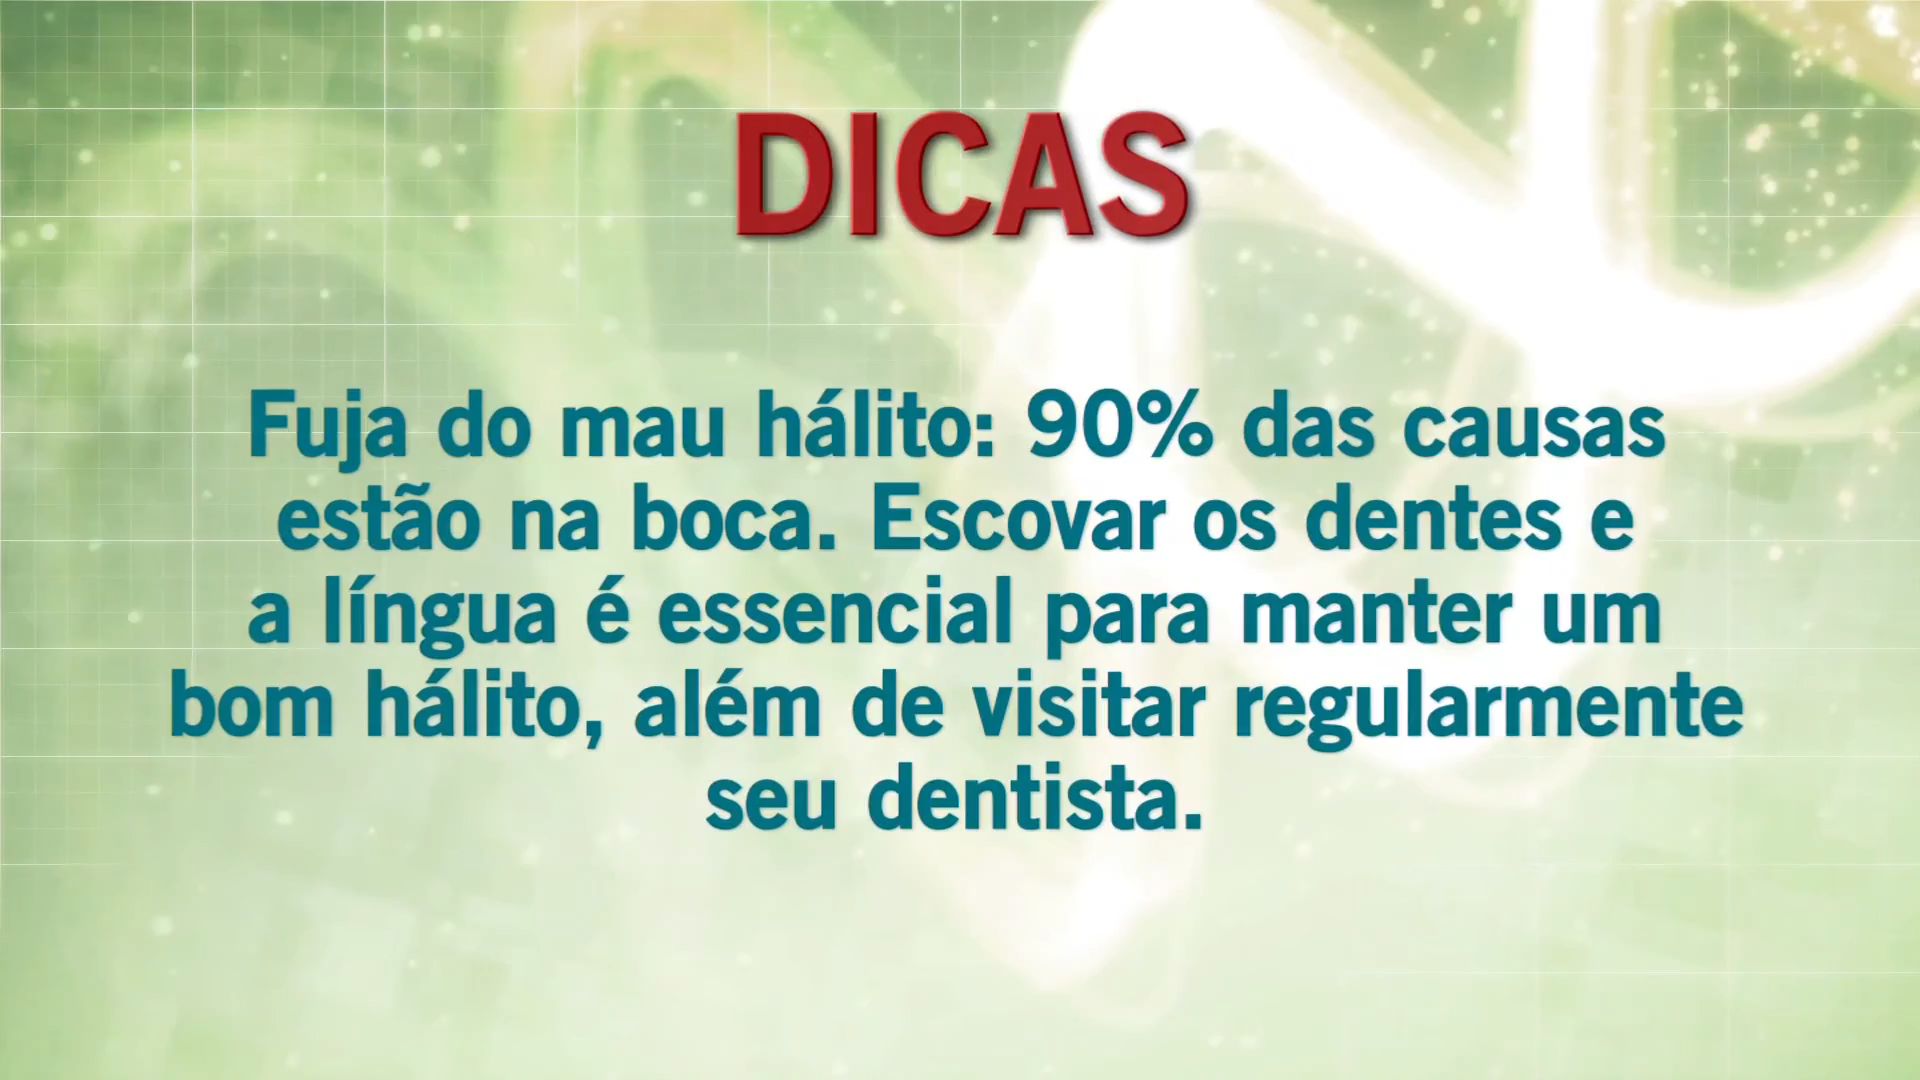 DICAS
Fuja do mau hálito: 90% das causas
estão na boca. Escovar os dentes e
a língua é essencial para manter um
bom hálito, além de visitar regularmente
seu dentista.